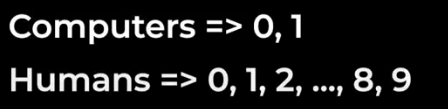 Computers => 0, 1
Humans => 0, 1, 2, ..., 8, 9